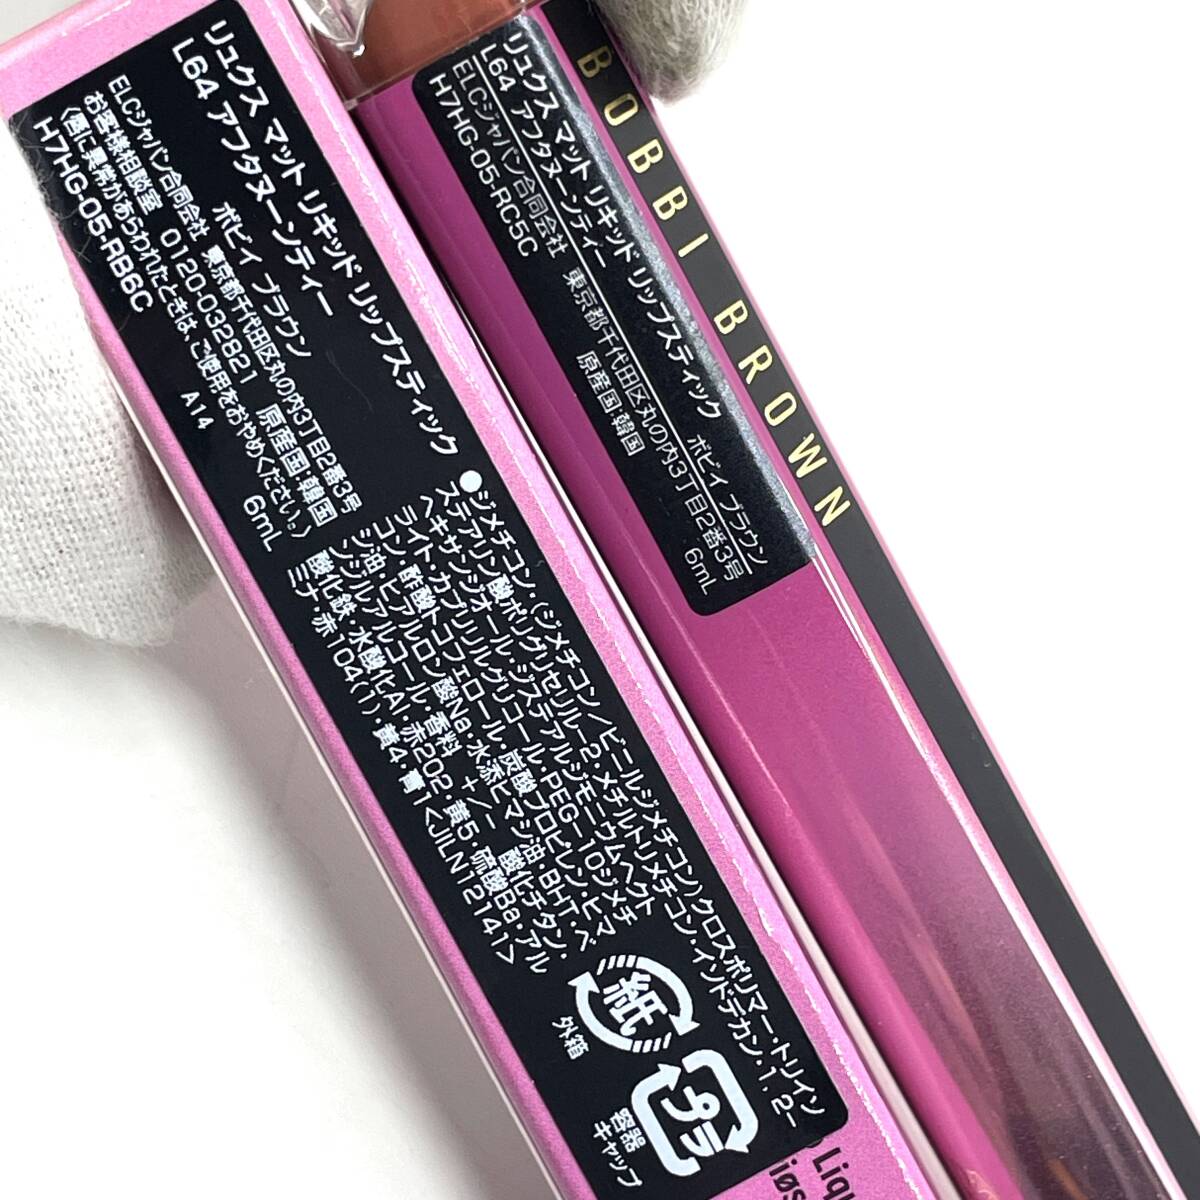 リュクス マット リキッド リップスティック
L64 アフタヌーンティー
ボビイ ブラウン
ELCジャパン合同会社 東京都千代田区丸の内3丁目2番3号
お客様相談室 0120-032821 原産国:韓国
〈唇に異常があらわれたときは、ご使用をおやめください。〉
H7HG-05-RB6C A14 6mL
●ジメチコン・(ジメチコン/ビニルジメチコン)クロスポリマー・トリイソ
ステアリン酸ポリグリセリル-2・メチルトリメチコン・イソドデカン・1,2-
ヘキサンジオール・ジステアルジモニウムヘクト
ライト・カプリリルグリコール・PEG-10ジメチ
コン・酢酸トコフェロール・炭酸プロピレン・ヒマ
シ油・ヒアルロン酸Na・水添ヒマシ油・BHT・ベ
ンジルアルコール・香料 +/- 酸化チタン・
酸化鉄・水酸化Al・赤202・黄5・硫酸Ba・アル
ミナ・赤104(1)・黄4・青1<JILN12141>
紙
外箱
プラ
容器
キャップ
Liqu
リュクス マット リキッド リップスティック ボビイ ブラウン
L64 アフタヌーンティー
ELCジャパン合同会社 東京都千代田区丸の内3丁目2番3号
H7HG-05-RC5C 原産国:韓国 6mL
BOBBI BROWN